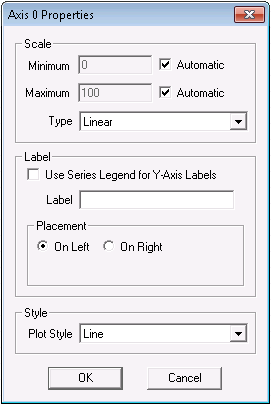 Axis 0 Properties
Scale
Minimum 0 Automatic
Maximum 100 Automatic
Type Linear
Label
Use Series Legend for Y-Axis Labels
Label
Placement
On Left On Right
Style
Plot Style Line
OK Cancel